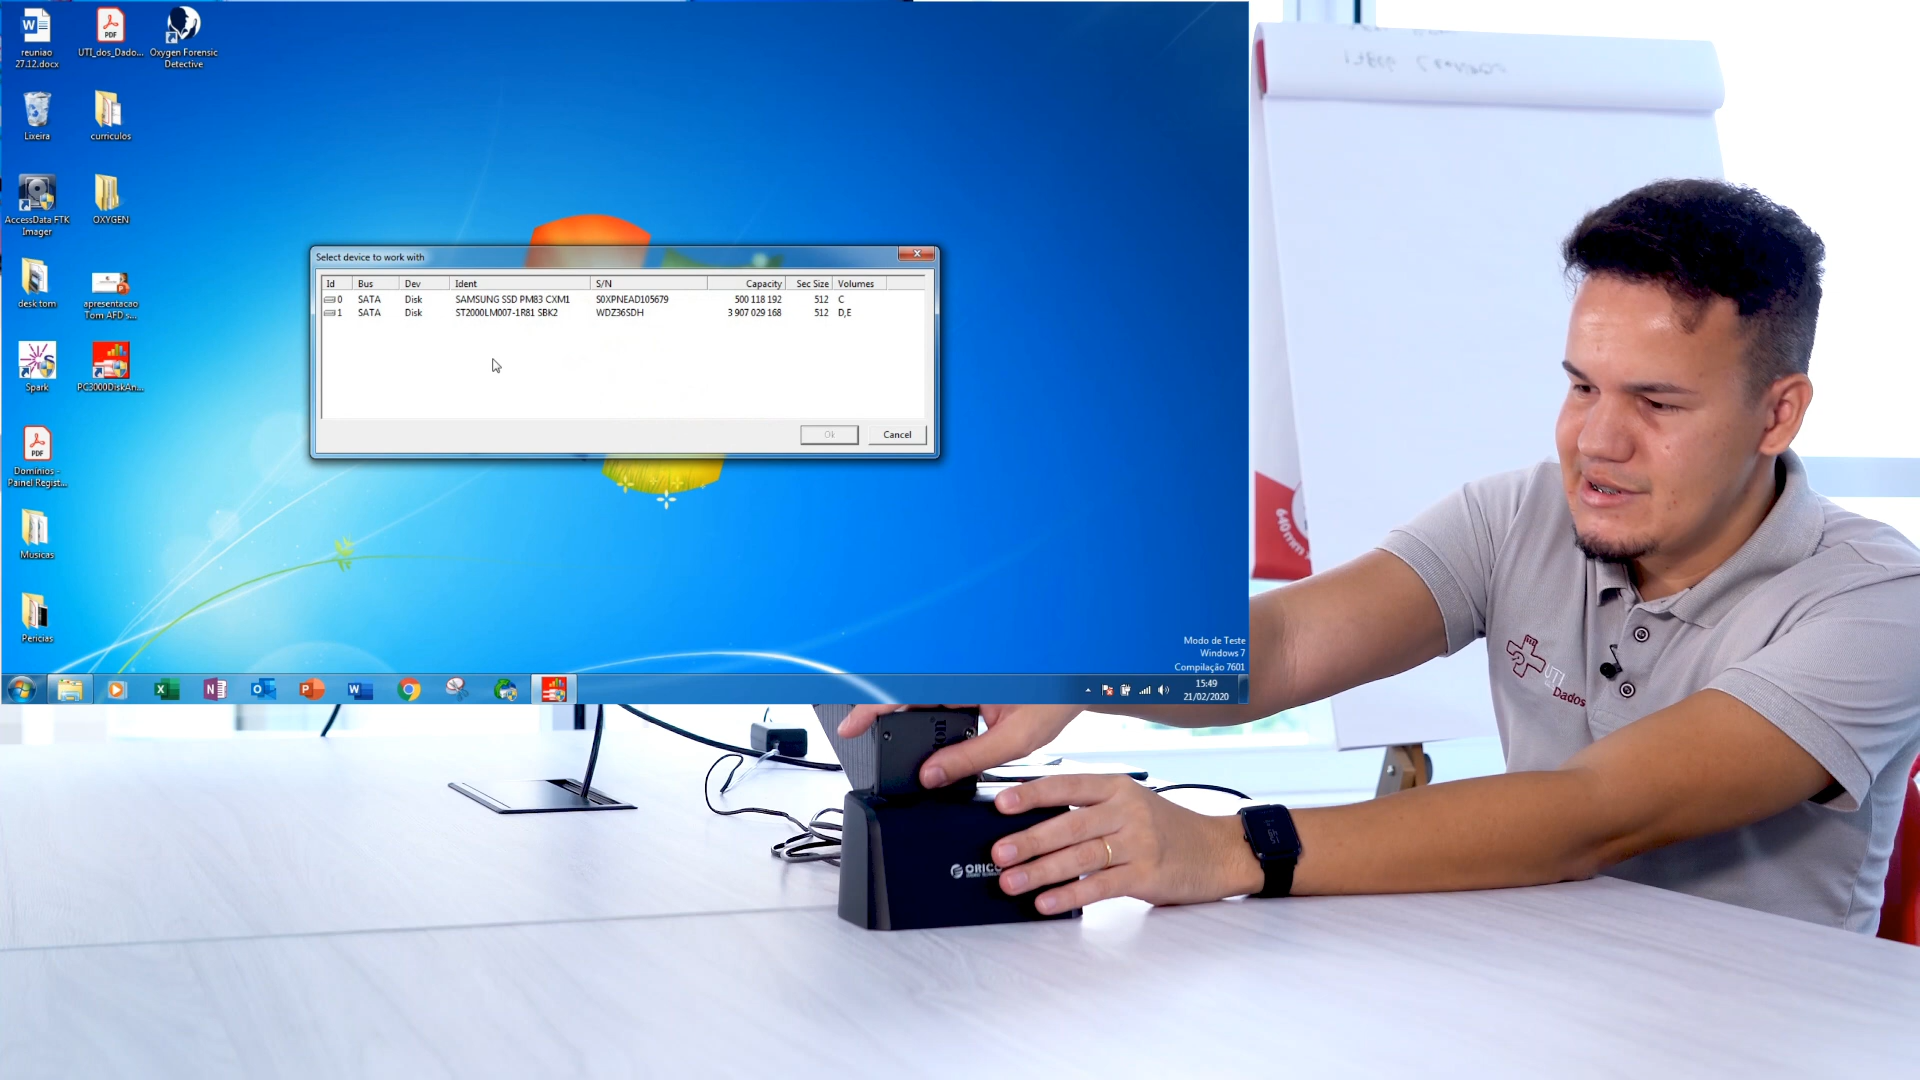 reuniao
27.12.docx
UTI_dos_Dado...
Oxygen Forensic
Detective
Lixeira
curriculos
AccessData FTK
Imager
OXYGEN
desk tom
apresentacao
Tom AFD s...
Spark
PC3000DiskAn...
Dominios -
Painel Regist...
Musicas
Pericias
Select device to work with
Id Bus Dev Ident S/N Capacity Sec Size Volumes
0 SATA Disk SAMSUNG SSD PM83 CXM1 S0XPNEAD105679 500 118 192 512 C
1 SATA Disk ST2000LM007-1R81 SBK2 WDZ36SDH 3 907 029 168 512 D,E
Ok Cancel
Modo de Teste
Windows 7
Compilação 7601
15:49
21/02/2020
640mm
UTI
Dados
ORICO